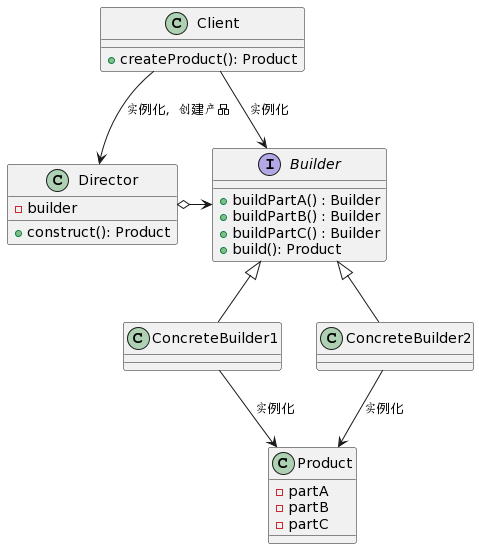 C Client
createProduct(): Product
实例化，创建产品
实例化
C Director
builder
construct(): Product
I Builder
buildPartA() : Builder
buildPartB() : Builder
buildPartC() : Builder
build(): Product
C ConcreteBuilder1
C ConcreteBuilder2
实例化
实例化
C Product
partA
partB
partC